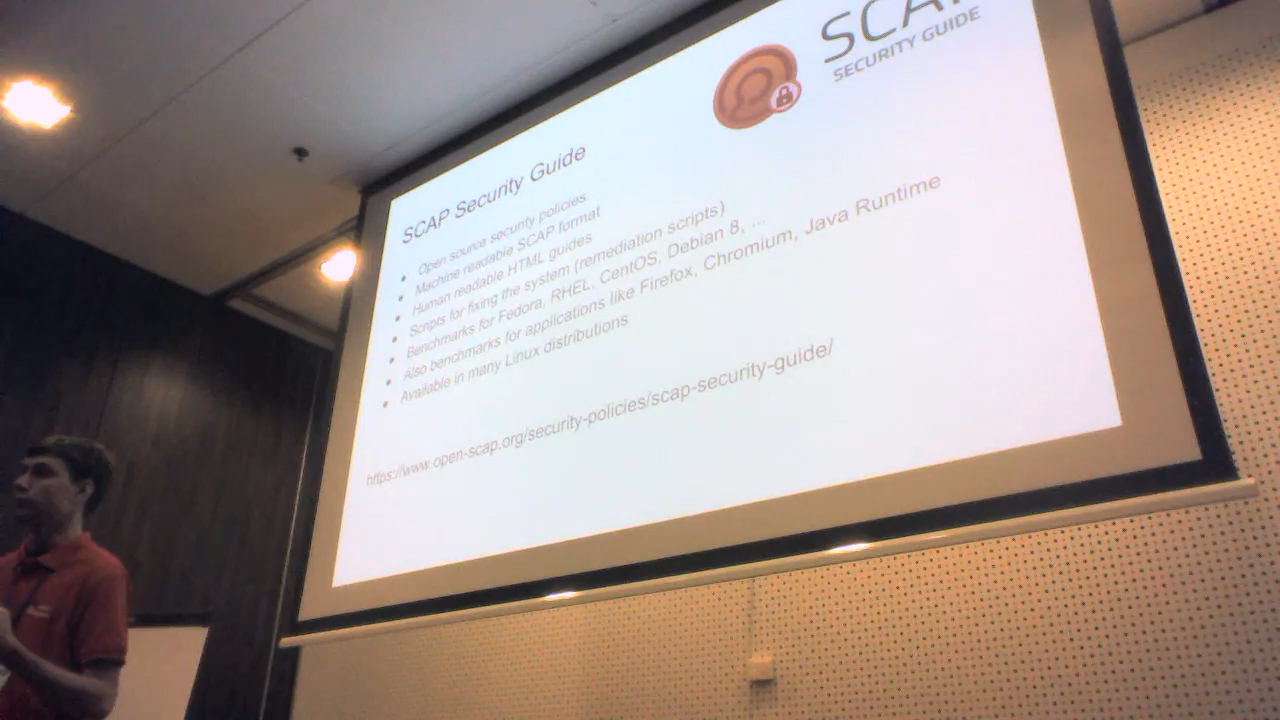 SCAP
SECURITY GUIDE
SCAP Security Guide
• Open source security policies
• Machine readable SCAP format
• Human readable HTML guides
• Scripts for fixing the system (remediation scripts)
• Benchmarks for Fedora, RHEL, CentOS, Debian 8, ...
• Also benchmarks for applications like Firefox, Chromium, Java Runtime
• Available in many Linux distributions
https://www.open-scap.org/security-policies/scap-security-guide/